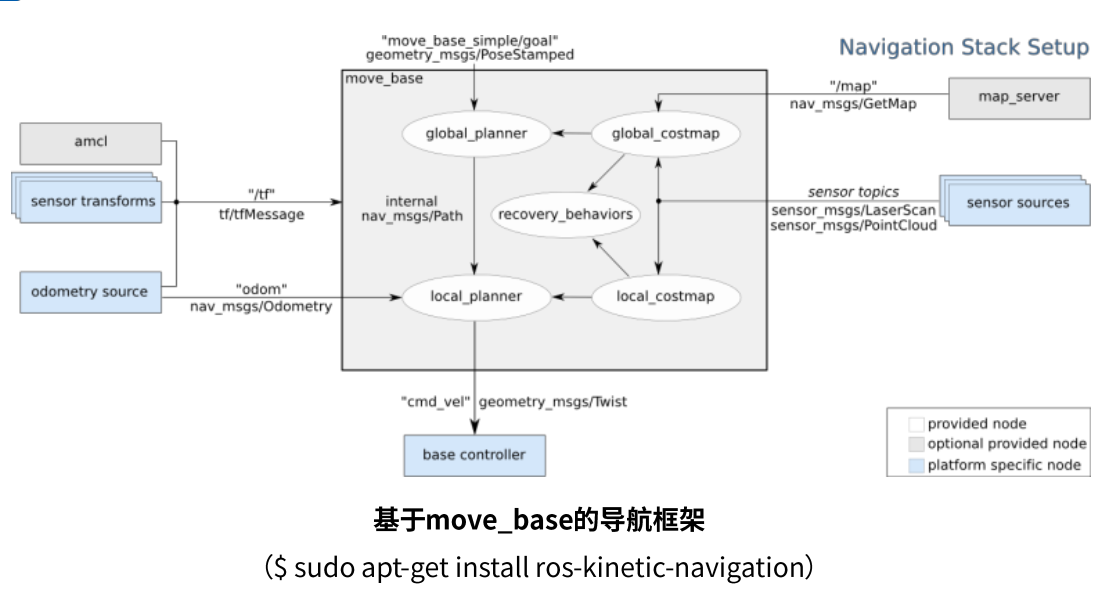 Navigation Stack Setup
"move_base_simple/goal"
geometry_msgs/PoseStamped
move_base
"/map"
nav_msgs/GetMap
map_server
global_planner
global_costmap
amcl
sensor transforms
"/tf"
tf/tfMessage
internal
nav_msgs/Path
recovery_behaviors
sensor topics
sensor_msgs/LaserScan
sensor_msgs/PointCloud
sensor sources
odometry source
"odom"
nav_msgs/Odometry
local_planner
local_costmap
"cmd_vel"
geometry_msgs/Twist
base controller
provided node
optional provided node
platform specific node
基于move_base的导航框架
（$ sudo apt-get install ros-kinetic-navigation）